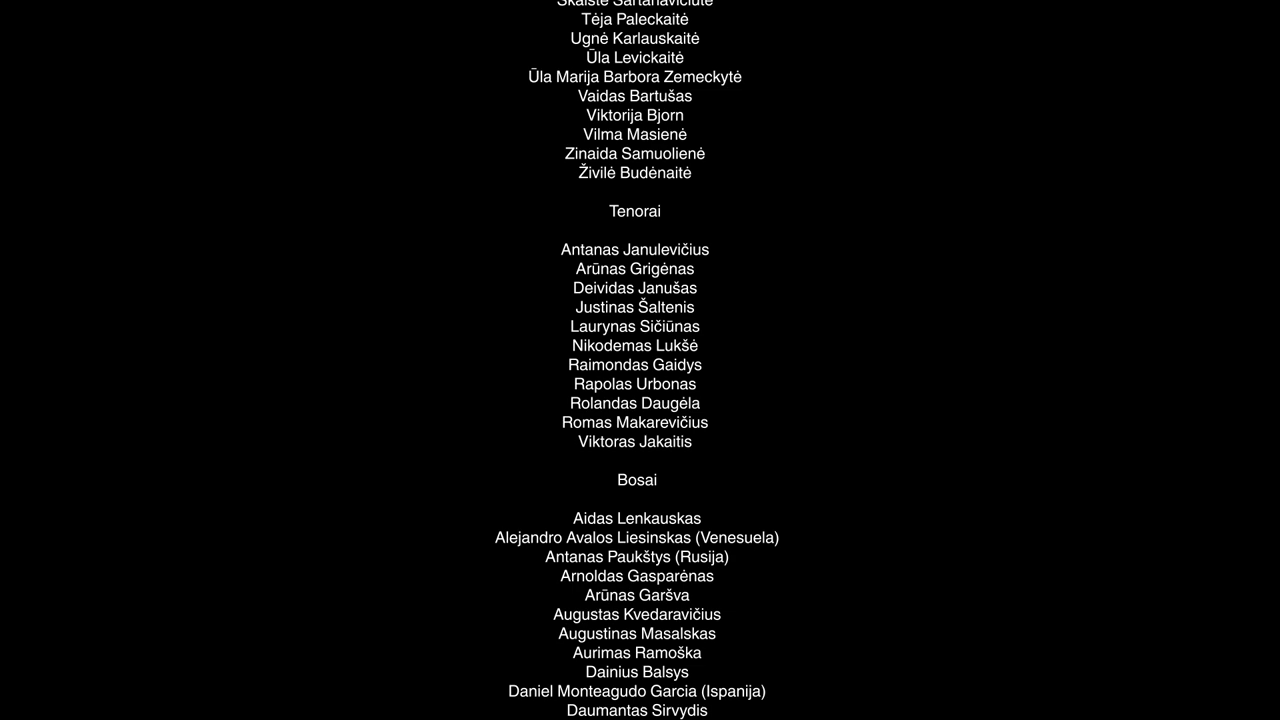 Skaistė Sartanavičiūtė
Tėja Paleckaitė
Ugnė Karlauskaitė
Ūla Levickaitė
Ūla Marija Barbora Zemeckytė
Vaidas Bartušas
Viktorija Bjorn
Vilma Masienė
Zinaida Samuolienė
Živilė Budėnaitė
Tenorai
Antanas Janulevičius
Arūnas Grigėnas
Deividas Janušas
Justinas Šaltenis
Laurynas Sičiūnas
Nikodemas Lukšė
Raimondas Gaidys
Rapolas Urbonas
Rolandas Daugėla
Romas Makarevičius
Viktoras Jakaitis
Bosai
Aidas Lenkauskas
Alejandro Avalos Liesinskas (Venesuela)
Antanas Paukštys (Rusija)
Arnoldas Gasparėnas
Arūnas Garšva
Augustas Kvedaravičius
Augustinas Masalskas
Aurimas Ramoška
Dainius Balsys
Daniel Monteagudo Garcia (Ispanija)
Daumantas Sirvydis